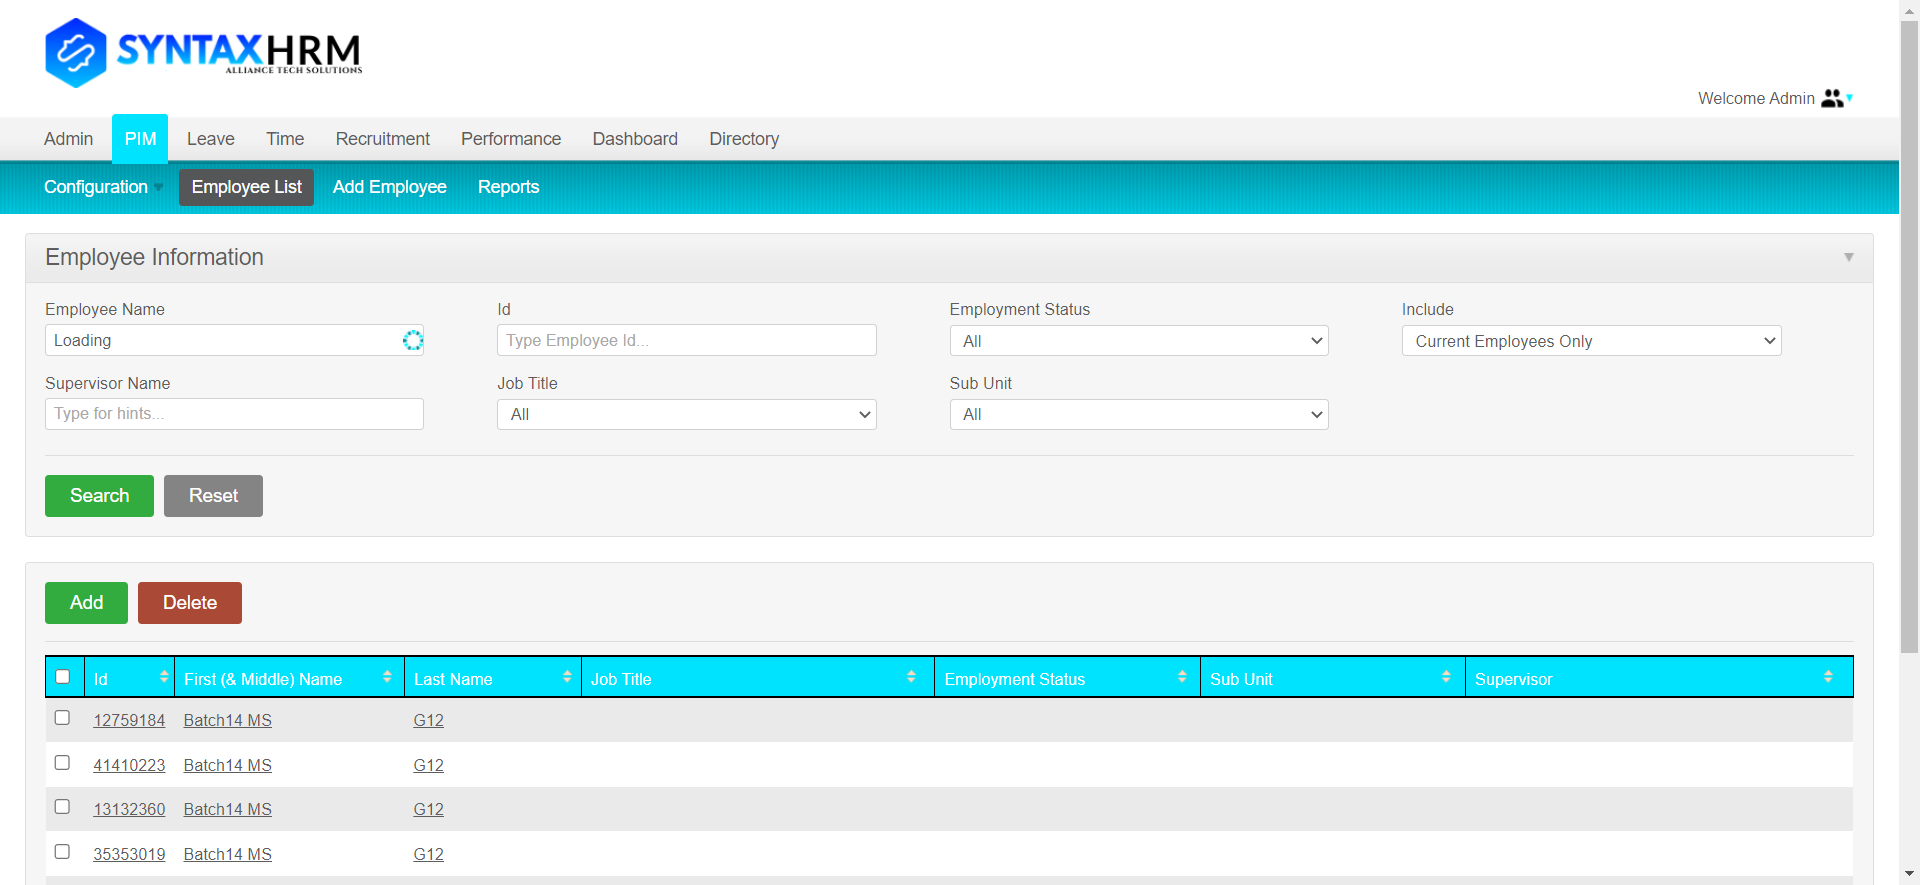 SYNTAXHRM
ALLIANCE TECH SOLUTIONS
Welcome Admin
Admin PIM Leave Time Recruitment Performance Dashboard Directory
Configuration Employee List Add Employee Reports
Employee Information
Employee Name Id Employment Status Include
Loading Type Employee Id... All Current Employees Only
Supervisor Name Job Title Sub Unit
Type for hints... All All
Search Reset
Add Delete
Id First (& Middle) Name Last Name Job Title Employment Status Sub Unit Supervisor
12759184 Batch14 MS G12
41410223 Batch14 MS G12
13132360 Batch14 MS G12
35353019 Batch14 MS G12